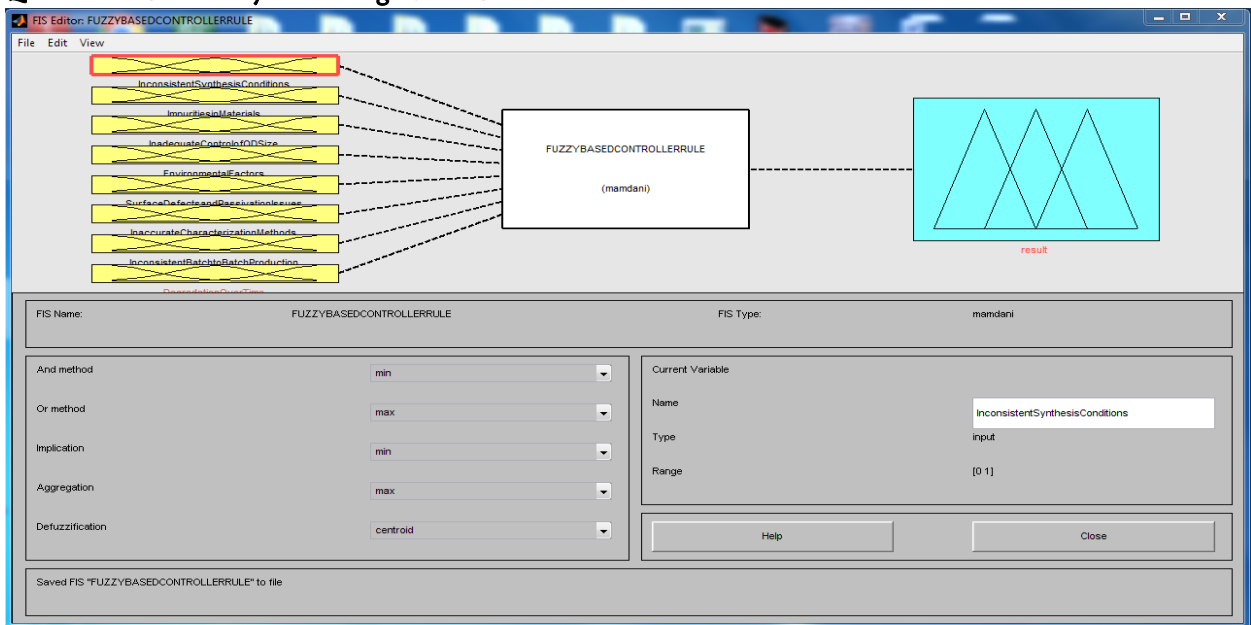 FIS Editor: FUZZYBASEDCONTROLLERRULE
File Edit View
InconsistentSynthesisConditions
ImpuritiesinMaterials
InadequateControlofQDSize
EnvironmentalFactors
SurfaceDefectsandPassivationIssues
InaccurateCharacterizationMethods
InconsistentBatchtoBatchProduction
DegradationOverTime
FUZZYBASEDCONTROLLERRULE
(mamdani)
result
FIS Name: FUZZYBASEDCONTROLLERRULE FIS Type: mamdani
And method min
Or method max
Implication min
Aggregation max
Defuzzification centroid
Current Variable
Name InconsistentSynthesisConditions
Type input
Range [0 1]
Help Close
Saved FIS "FUZZYBASEDCONTROLLERRULE" to file